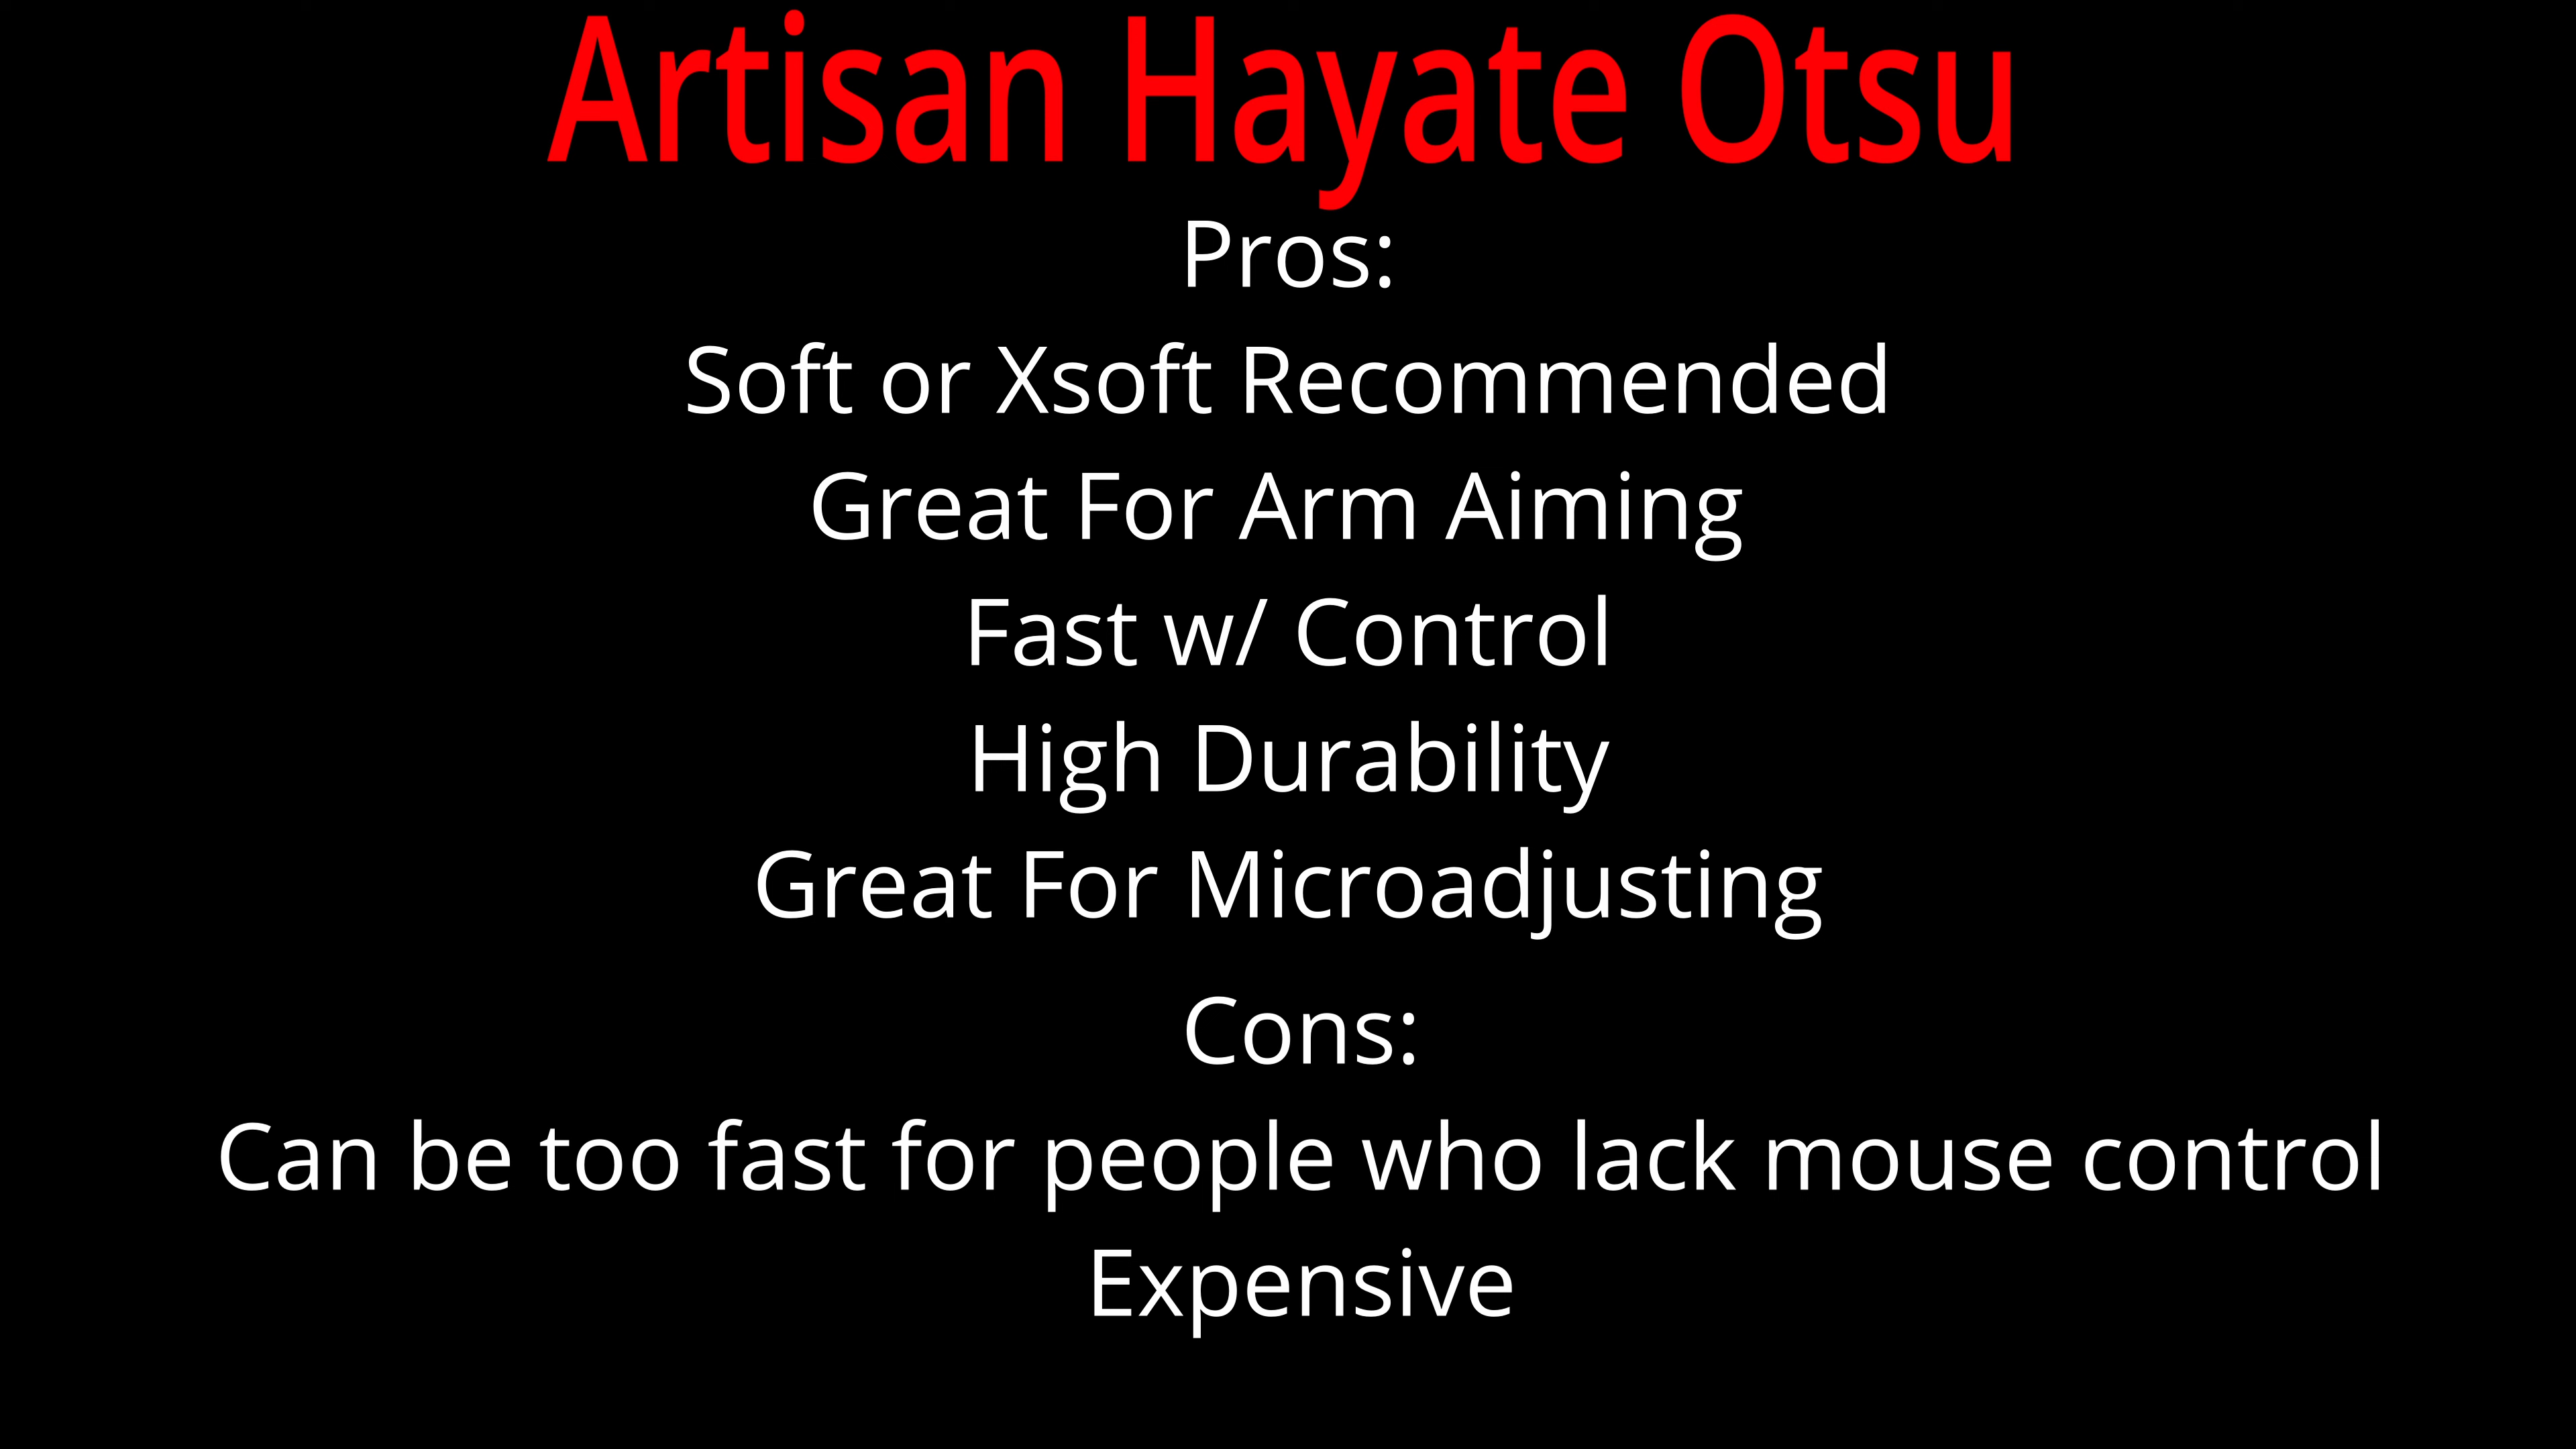 Artisan Hayate Otsu
Pros:
Soft or Xsoft Recommended
Great For Arm Aiming
Fast w/ Control
High Durability
Great For Microadjusting
Cons:
Can be too fast for people who lack mouse control
Expensive